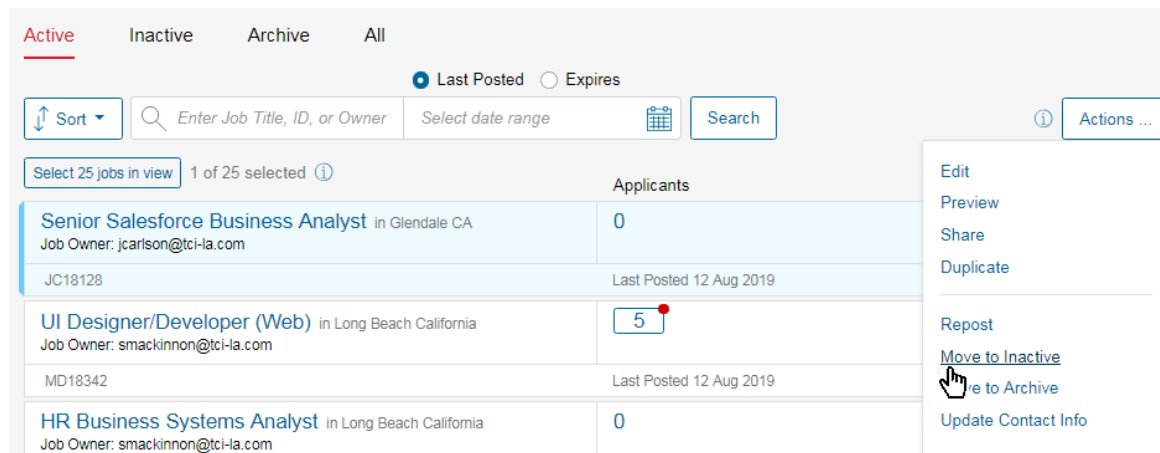 Active Inactive Archive All
Last Posted Expires
Sort Enter Job Title, ID, or Owner Select date range Search Actions ...
Select 25 jobs in view 1 of 25 selected
Applicants
Edit
Preview
Share
Duplicate
Repost
Move to Inactive
e to Archive
Update Contact Info
Senior Salesforce Business Analyst in Glendale CA 0
Job Owner: jcarlson@tci-la.com
JC18128 Last Posted 12 Aug 2019
UI Designer/Developer (Web) in Long Beach California 5
Job Owner: smackinnon@tci-la.com
MD18342 Last Posted 12 Aug 2019
HR Business Systems Analyst in Long Beach California 0
Job Owner: smackinnon@tci-la.com